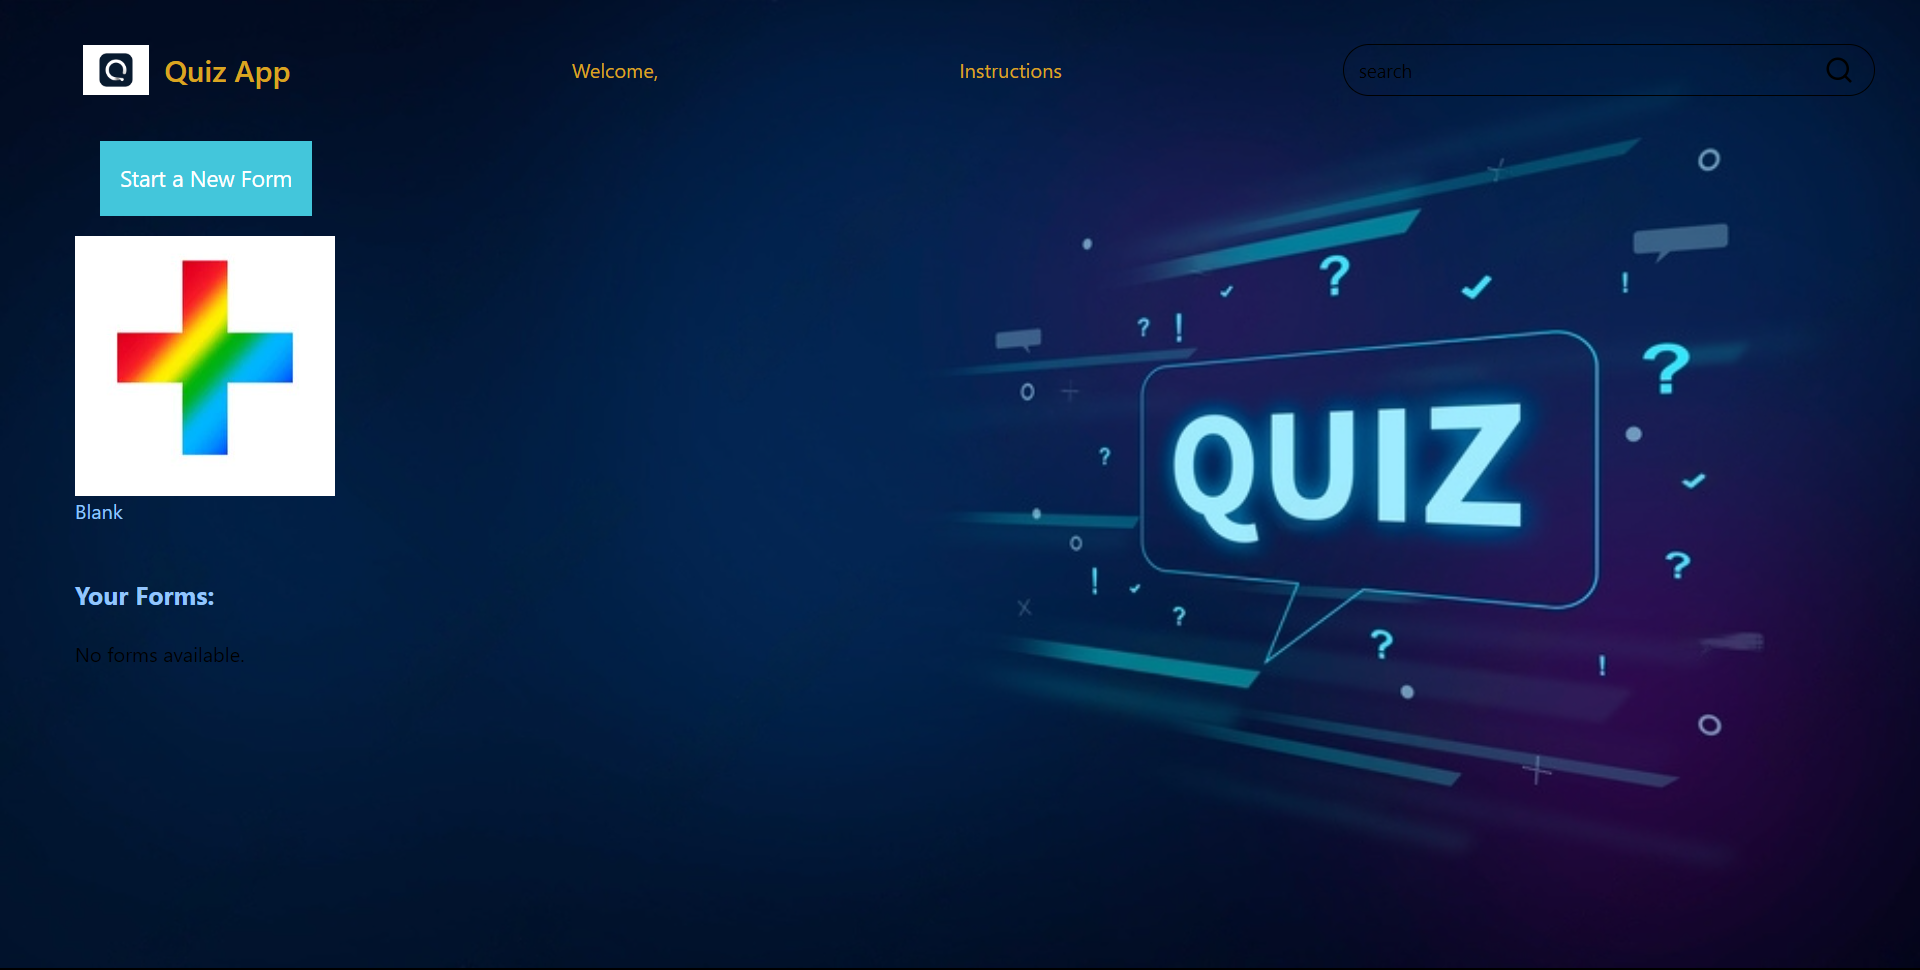 Quiz App
Welcome,
Instructions
search
Start a New Form
QUIZ
Blank
Your Forms:
No forms available.